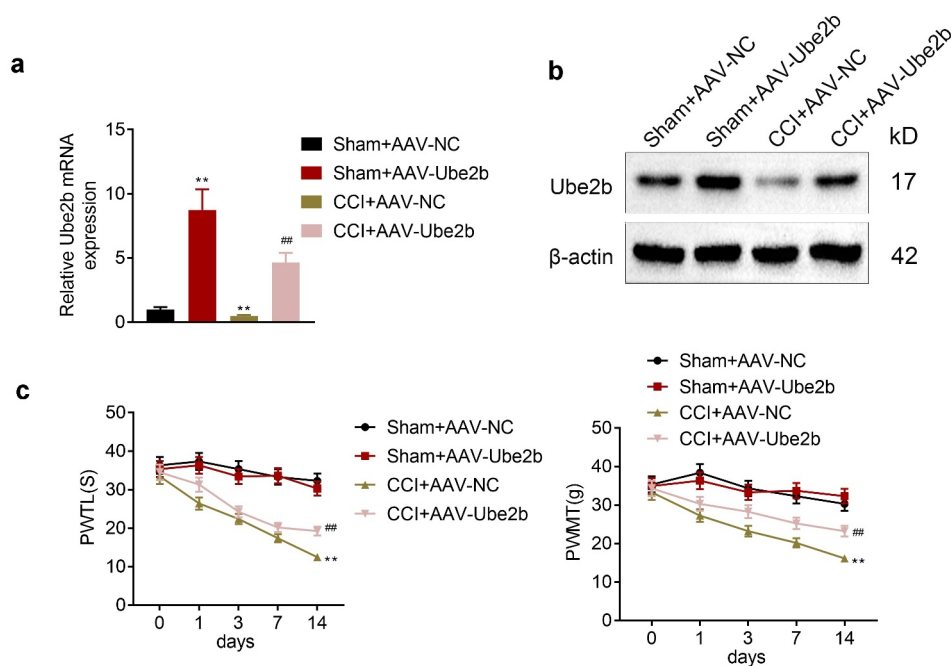 a
15
10
5
0
Relative Ube2b mRNA
expression
**
**
##
Sham+AAV-NC
Sham+AAV-Ube2b
CCI+AAV-NC
CCI+AAV-Ube2b
b
Sham+AAV-NC
Sham+AAV-Ube2b
CCI+AAV-NC
CCI+AAV-Ube2b
kD
Ube2b
17
β-actin
42
c
50
40
30
20
10
0
PWTL(S)
0 1 3 7 14
days
##
**
Sham+AAV-NC
Sham+AAV-Ube2b
CCI+AAV-NC
CCI+AAV-Ube2b
Sham+AAV-NC
Sham+AAV-Ube2b
CCI+AAV-NC
CCI+AAV-Ube2b
50
40
30
20
10
0
PWMT(g)
##
**
0 1 3 7 14
days